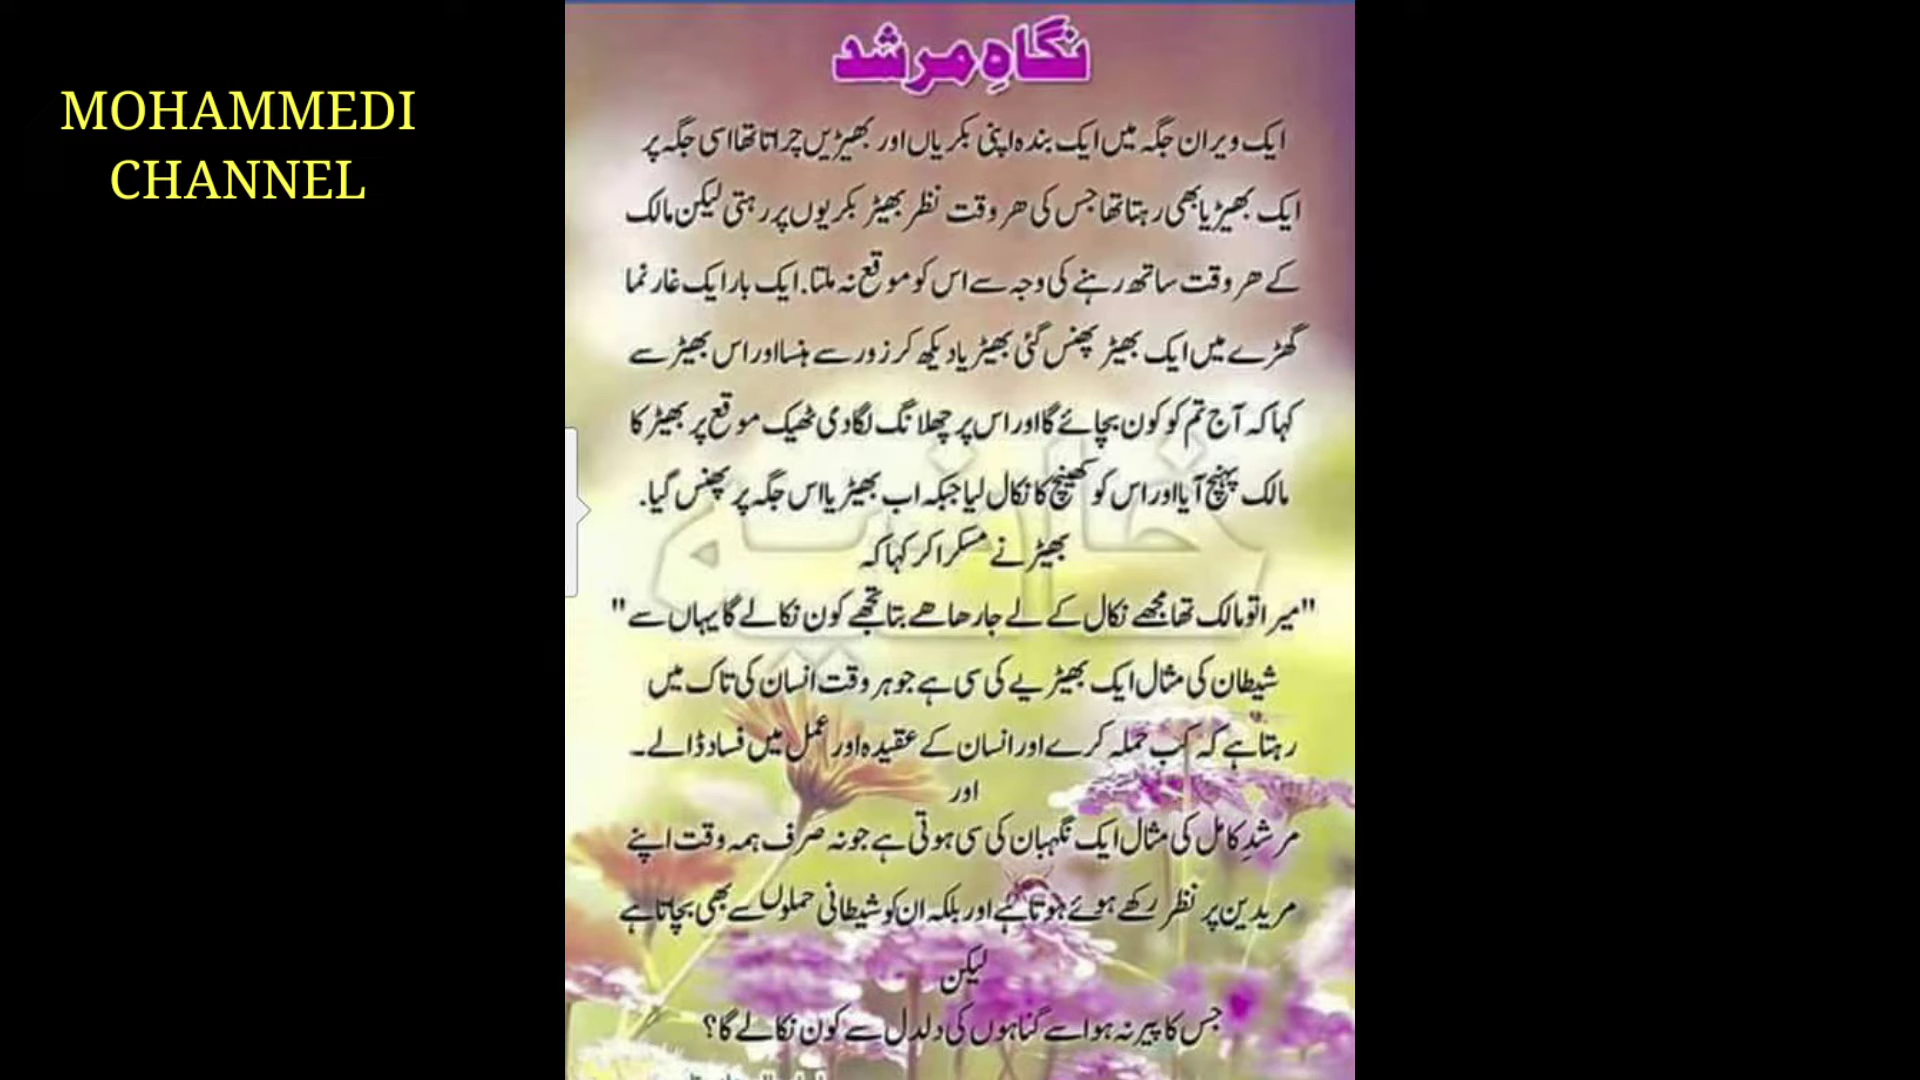 MOHAMMEDI
CHANNEL
نگاہِ مرشد
ایک ویران جگہ میں ایک بندہ اپنی بکریاں اور بھیڑیں چراتا تھا اسی جگہ پر
ایک بھیڑیا بھی رہتا تھا جس کی ھر وقت نظر بھیڑ بکریوں پر رہتی لیکن مالک
کے ھر وقت ساتھ رہنے کی وجہ سے اس کو موقع نہ ملتا. ایک بار ایک غار نما
گھڑے میں ایک بھیڑ پھنس گئی بھیڑیا دیکھ کر زور سے ہنسا اور اس بھیڑ سے
کہا کہ آج تم کو کون بچائے گا اور اس پر چھلانگ لگا دی ٹھیک موقع پر بھیڑ کا
مالک پہنچ آیا اور اس کو کھینچ کا نکال لیا جبکہ اب بھیڑیا اس جگہ پر پھنس گیا.
بھیڑ نے مسکرا کر کہا کہ
"میرا تو مالک تھا مجھے نکال کے لے جا رھا ھے بتا تجھے کون نکالے گا یہاں سے"
شیطان کی مثال ایک بھیڑیے کی سی ہے جو ہر وقت انسان کی تاک میں
رہتا ہے کہ کب حملہ کرے اور انسان کے عقیدہ اور عمل میں فساد ڈالے۔
اور
مرشدِ کامل کی مثال ایک نگہبان کی سی ہوتی ہے جو نہ صرف ہمہ وقت اپنے
مریدین پر نظر رکھے ہوئے ہوتا ہے اور بلکہ ان کو شیطانی حملوں سے بھی بچاتا ہے
لیکن
جس کا پیر نہ ہو اسے گناہوں کی دلدل سے کون نکالے گا؟
خانیہ